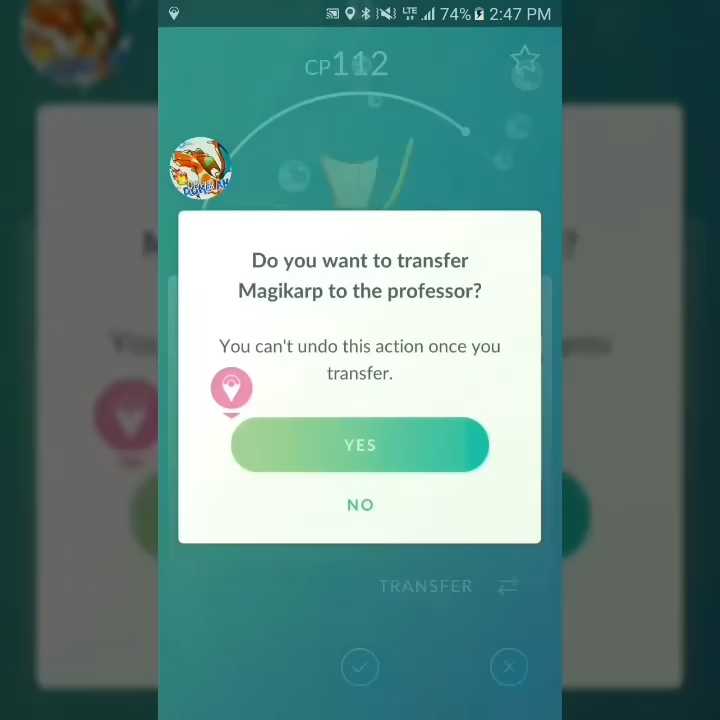 LTE 74% 2:47 PM
CP112
Do you want to transfer
Magikarp to the professor?
You can't undo this action once you
transfer.
YES
NO
TRANSFER